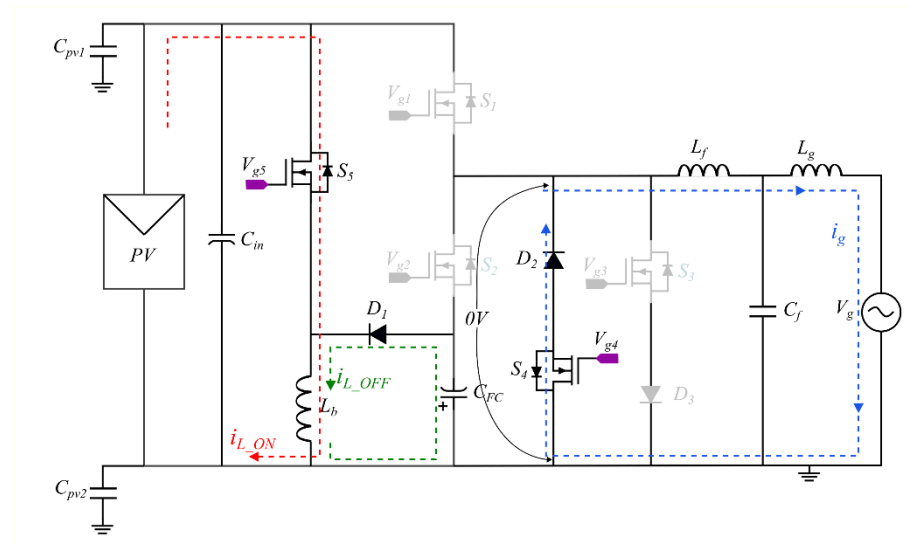 C_pv1
V_g1
S_1
V_g5
S_5
L_f
L_g
PV
C_in
V_g2
S_2
D_2
V_g3
S_3
i_g
D_1
0V
C_f
V_g
V_g4
S_4
i_L_OFF
L_b
C_FC
+
D_3
i_L_ON
C_pv2